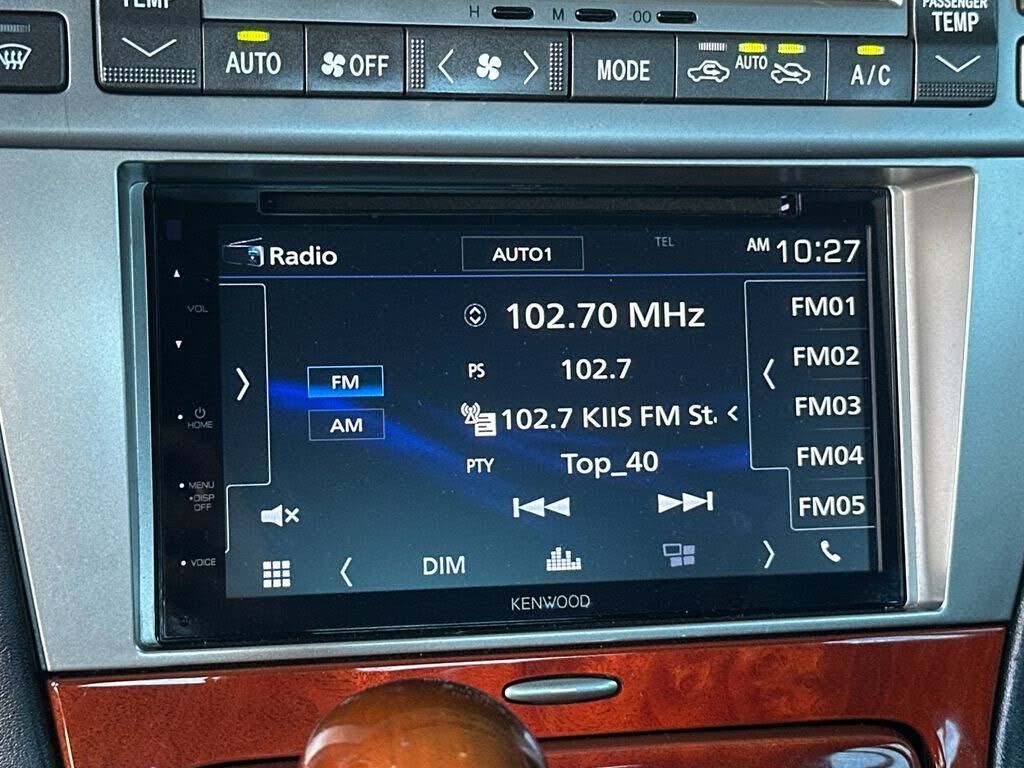 TEMP
H M :00
PASSENGER
TEMP
AUTO
OFF
MODE
AUTO
A/C
Radio
AUTO1
TEL
AM 10:27
VOL
102.70 MHz
FM01
PS
102.7
FM02
FM
102.7 KIIS FM St.
FM03
AM
HOME
PTY
Top_40
FM04
MENU
•DISP
OFF
FM05
VOICE
DIM
KENWOOD